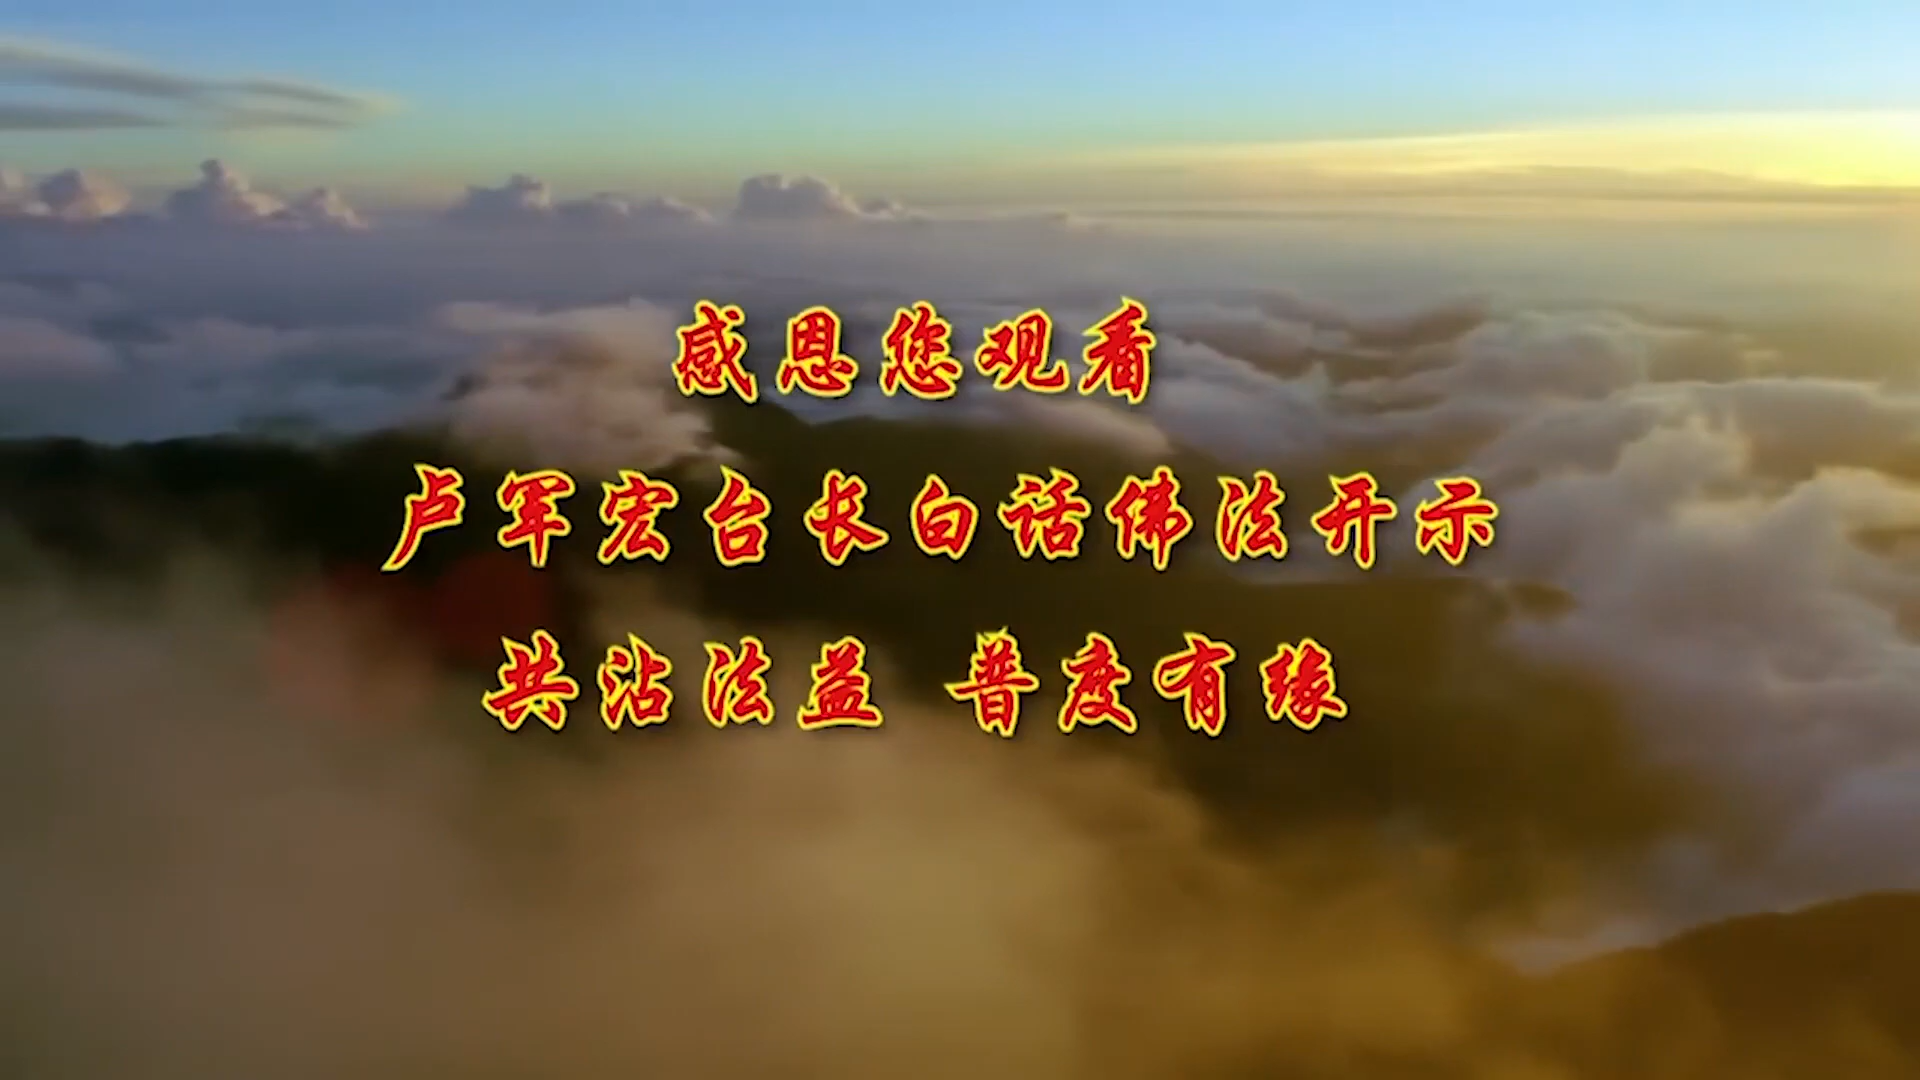 感恩您观看
卢军宏台长白话佛法开示
共沾法益 普度有缘